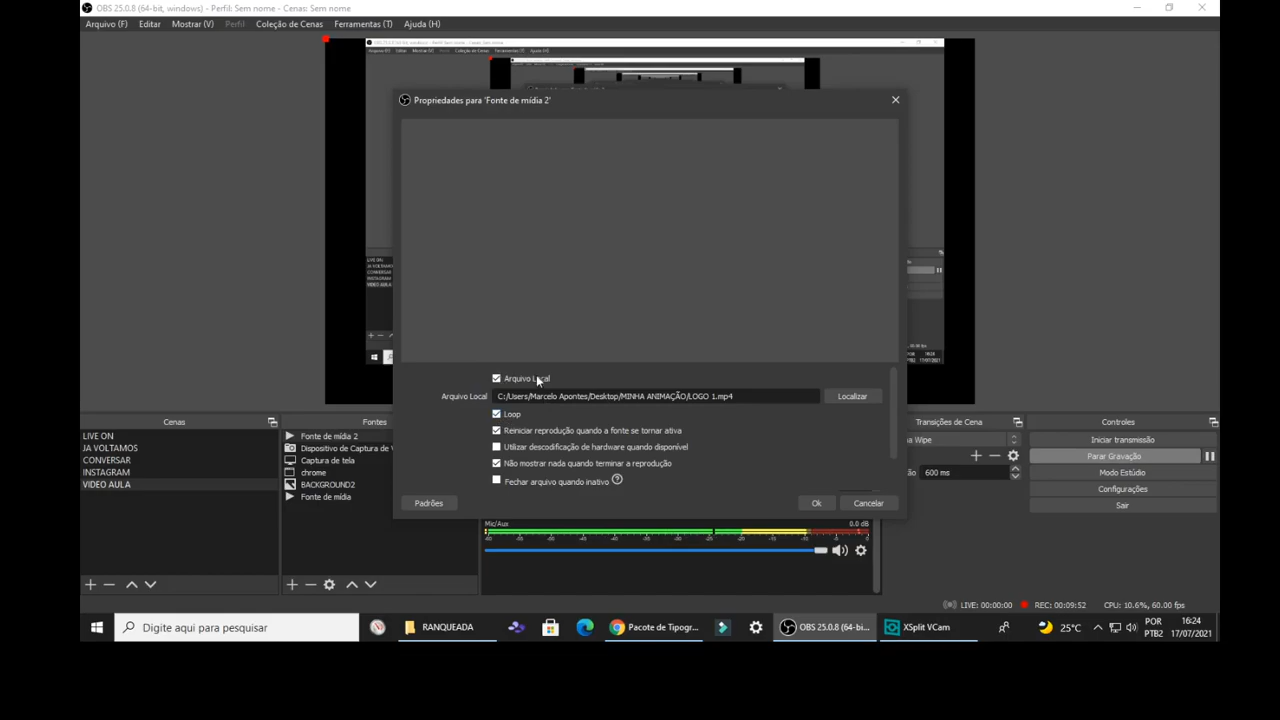 OBS 25.0.8 (64-bit, windows) - Perfil: Sem nome - Cenas: Sem nome
Arquivo (F) Editar Mostrar (V) Perfil Coleção de Cenas Ferramentas (T) Ajuda (H)
Propriedades para 'Fonte de mídia 2'
Arquivo Local
Arquivo Local C:/Users/Marcelo Apontes/Desktop/MINHA ANIMAÇÃO/LOGO 1.mp4 Localizar
Loop
Reiniciar reprodução quando a fonte se tornar ativa
Utilizar descodificação de hardware quando disponível
Não mostrar nada quando terminar a reprodução
Fechar arquivo quando inativo
Padrões Ok Cancelar
Cenas
LIVE ON
JA VOLTAMOS
CONVERSAR
INSTAGRAM
VIDEO AULA
Fontes
Fonte de mídia 2
Dispositivo de Captura de
Captura de tela
chrome
BACKGROUND2
Fonte de mídia
Mic/Aux 0.0 dB
Transições de Cena
Wipe
600 ms
Controles
Iniciar transmissão
Parar Gravação
Modo Estúdio
Configurações
Sair
LIVE: 00:00:00 REC: 00:09:52 CPU: 10.6%, 60.00 fps
Digite aqui para pesquisar
RANQUEADA
Pacote de Tipogr...
OBS 25.0.8 (64-bi...
XSplit VCam
25°C
POR
PTB2
16:24
17/07/2021